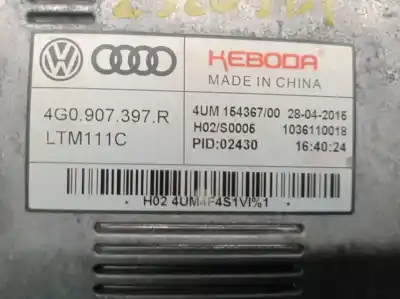 KEBODA
MADE IN CHINA
4G0.907.397.R
LTM111C
4UM 154367/00 28-04-2015
H02/S0005 1036110018
PID:02430 16:40:24
H02 4UM4F4S1VI%1